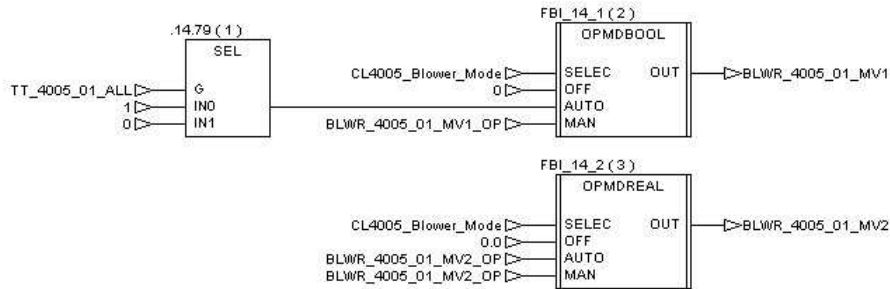 .14.79 ( 1 )
SEL
TT_4005_01_ALL
G
1
IN0
0
IN1
FBI_14_1 ( 2 )
OPMDBOOL
CL4005_Blower_Mode
SELEC
OUT
BLWR_4005_01_MV1
0
OFF
AUTO
BLWR_4005_01_MV1_OP
MAN
FBI_14_2 ( 3 )
OPMDREAL
CL4005_Blower_Mode
SELEC
OUT
BLWR_4005_01_MV2
0.0
OFF
BLWR_4005_01_MV2_OP
AUTO
BLWR_4005_01_MV2_OP
MAN